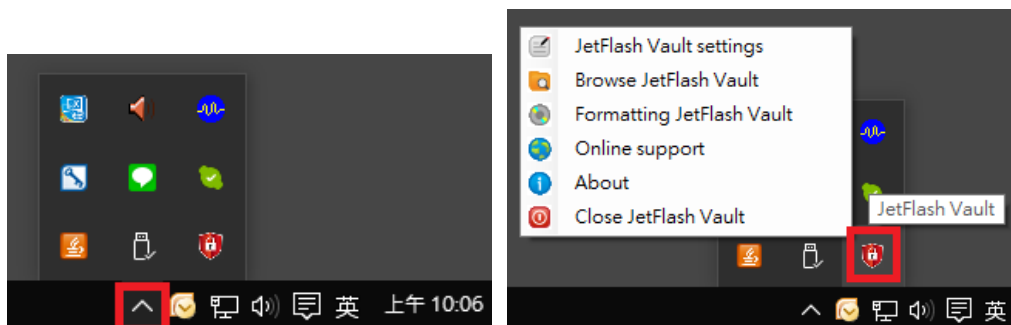 英
上午 10:06
JetFlash Vault settings
Browse JetFlash Vault
Formatting JetFlash Vault
Online support
About
Close JetFlash Vault
JetFlash Vault
英